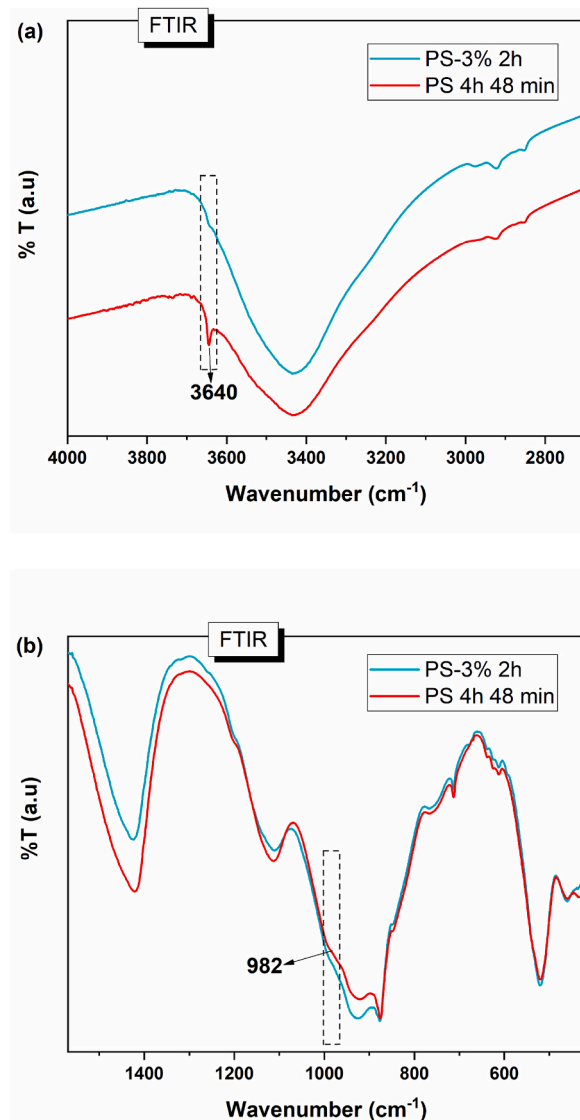 (a)
FTIR
PS-3% 2h
PS 4h 48 min
% T (a.u)
3640
4000 3800 3600 3400 3200 3000 2800
Wavenumber (cm⁻¹)
(b)
FTIR
PS-3% 2h
PS 4h 48 min
%T (a.u)
982
1400 1200 1000 800 600
Wavenumber (cm⁻¹)